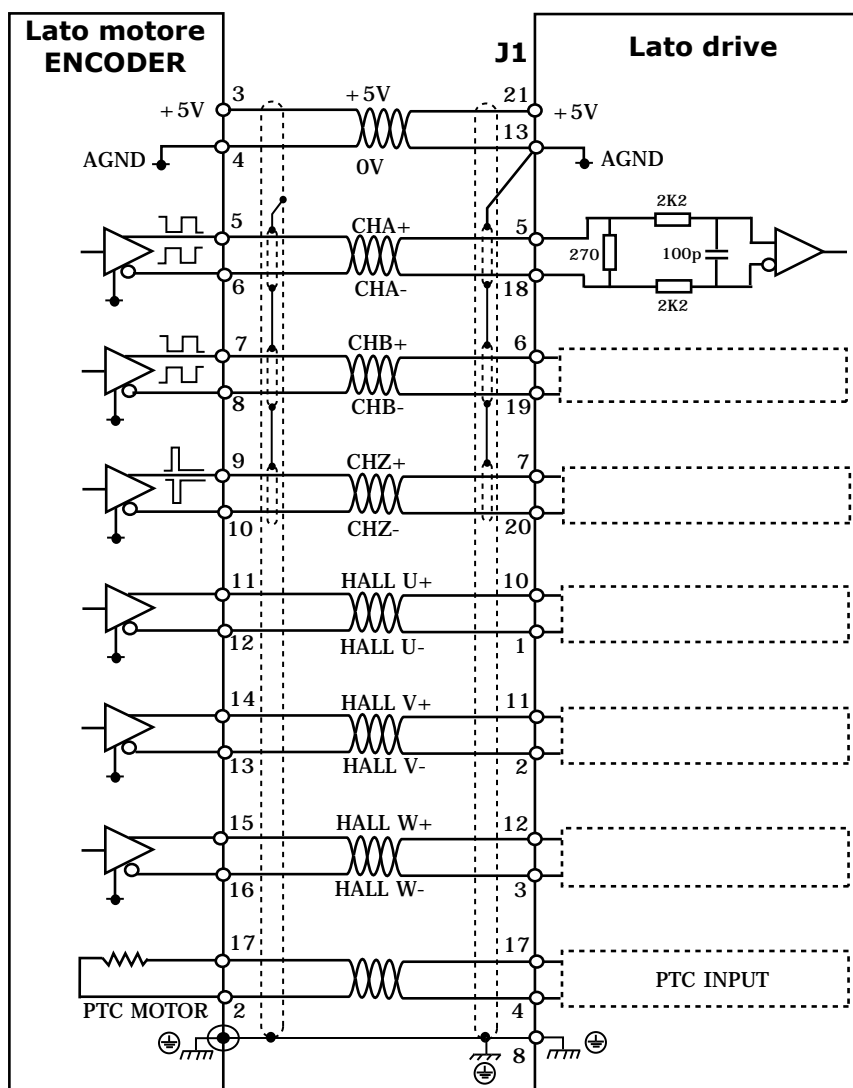 Lato motore
ENCODER
J1
Lato drive
+5V
3
+5V
21
+5V
AGND
4
0V
13
AGND
5
CHA+
5
2K2
270
100p
6
CHA-
18
2K2
7
CHB+
6
8
CHB-
19
9
CHZ+
7
10
CHZ-
20
11
HALL U+
10
12
HALL U-
1
14
HALL V+
11
13
HALL V-
2
15
HALL W+
12
16
HALL W-
3
17
17
PTC INPUT
PTC MOTOR
2
4
8